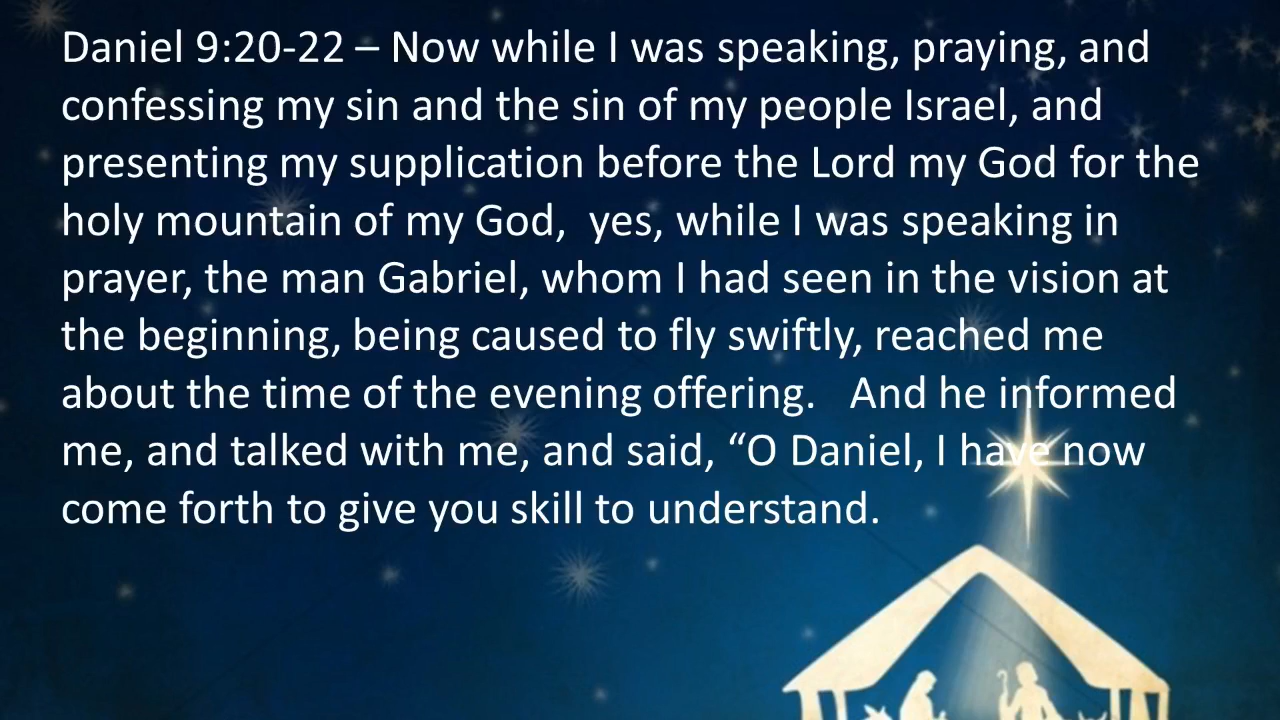 Daniel 9:20-22 – Now while I was speaking, praying, and
confessing my sin and the sin of my people Israel, and
presenting my supplication before the Lord my God for the
holy mountain of my God,  yes, while I was speaking in
prayer, the man Gabriel, whom I had seen in the vision at
the beginning, being caused to fly swiftly, reached me
about the time of the evening offering.   And he informed
me, and talked with me, and said, “O Daniel, I have now
come forth to give you skill to understand.